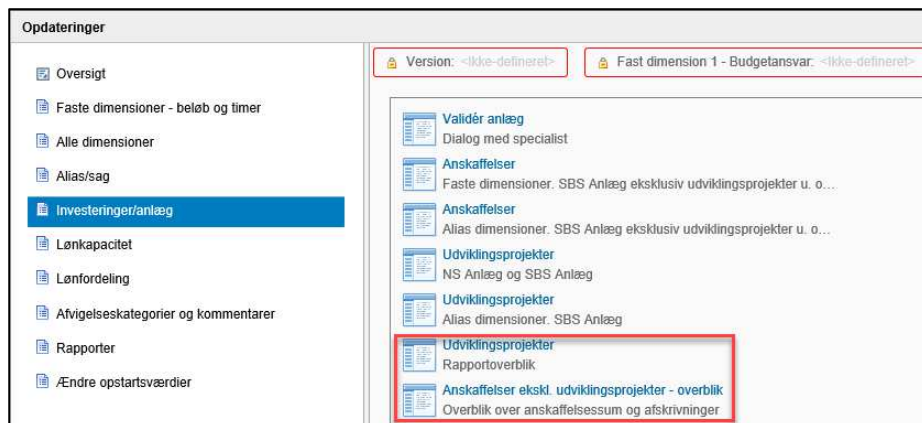 Opdateringer
Oversigt
Faste dimensioner - beløb og timer
Alle dimensioner
Alias/sag
Investeringer/anlæg
Lønkapacitet
Lønfordeling
Afvigelseskategorier og kommentarer
Rapporter
Ændre opstartsværdier
Version: <Ikke-defineret>
Fast dimension 1 - Budgetansvar: <Ikke-defineret>
Validér anlæg
Dialog med specialist
Anskaffelser
Faste dimensioner. SBS Anlæg eksklusiv udviklingsprojekter u. o...
Anskaffelser
Alias dimensioner. SBS Anlæg eksklusiv udviklingsprojekter u. o...
Udviklingsprojekter
NS Anlæg og SBS Anlæg
Udviklingsprojekter
Alias dimensioner. SBS Anlæg
Udviklingsprojekter
Rapportoverblik
Anskaffelser ekskl. udviklingsprojekter - overblik
Overblik over anskaffelsessum og afskrivninger